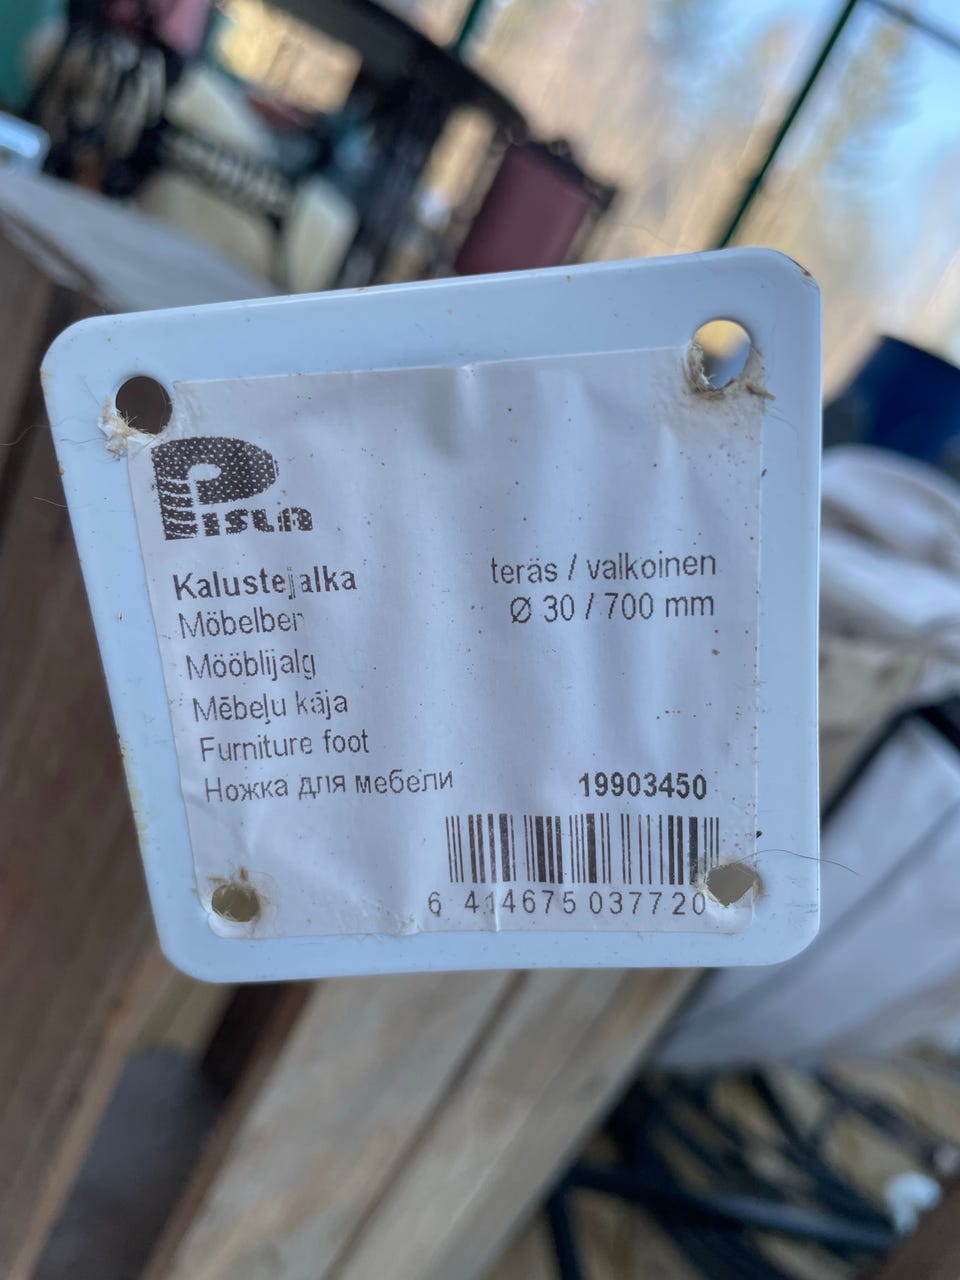 Pisla
Kalustejalka
teräs / valkoinen
Möbelben
Ø 30 / 700 mm
Mööblijalg
Mēbeļu kāja
Furniture foot
Ножка для мебели
19903450
6 414675 037720